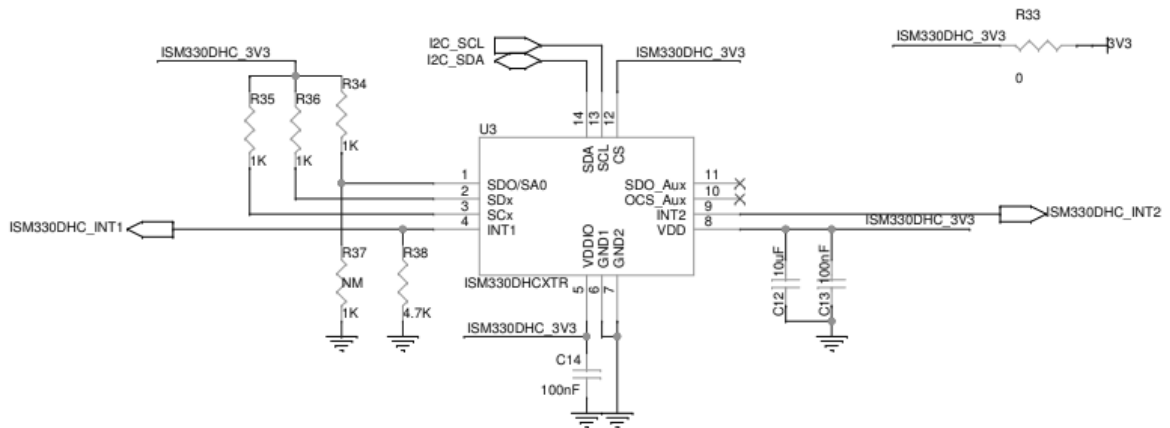 R33
I2C_SCL
ISM330DHC_3V3
3V3
ISM330DHC_3V3
I2C_SDA
ISM330DHC_3V3
0
R34
R35
R36
14
13
12
U3
1K
1K
1K
SDA
SCL
CS
1
SDO/SA0
SDO_Aux
11
2
SDx
OCS_Aux
10
3
SCx
INT2
9
ISM330DHC_INT2
ISM330DHC_INT1
4
INT1
VDD
8
ISM330DHC_3V3
R37
R38
VDDIO
GND1
GND2
10uF
100nF
NM
ISM330DHCXTR
5
6
7
C12
C13
1K
4.7K
ISM330DHC_3V3
C14
100nF